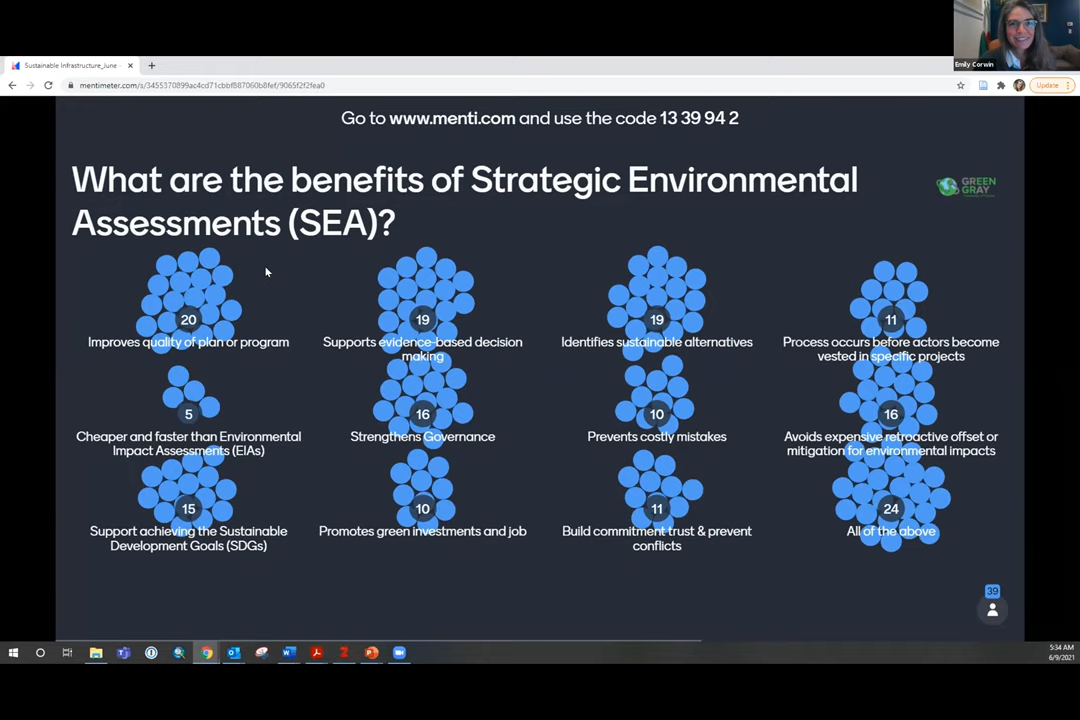 Emily Corwin
Sustainable Infrastructure_June -
mentimeter.com/s/3455370899ac4cd71cbbf887060b8fef/9065f2f2fea0
Update
Go to www.menti.com and use the code 13 39 94 2
What are the benefits of Strategic Environmental
Assessments (SEA)?
GREEN
GRAY
20
Improves quality of plan or program
19
Supports evidence-based decision
making
19
Identifies sustainable alternatives
11
Process occurs before actors become
vested in specific projects
5
Cheaper and faster than Environmental
Impact Assessments (EIAs)
16
Strengthens Governance
10
Prevents costly mistakes
16
Avoids expensive retroactive offset or
mitigation for environmental impacts
15
Support achieving the Sustainable
Development Goals (SDGs)
10
Promotes green investments and job
11
Build commitment trust & prevent
conflicts
24
All of the above
39
5:34 AM
6/9/2021